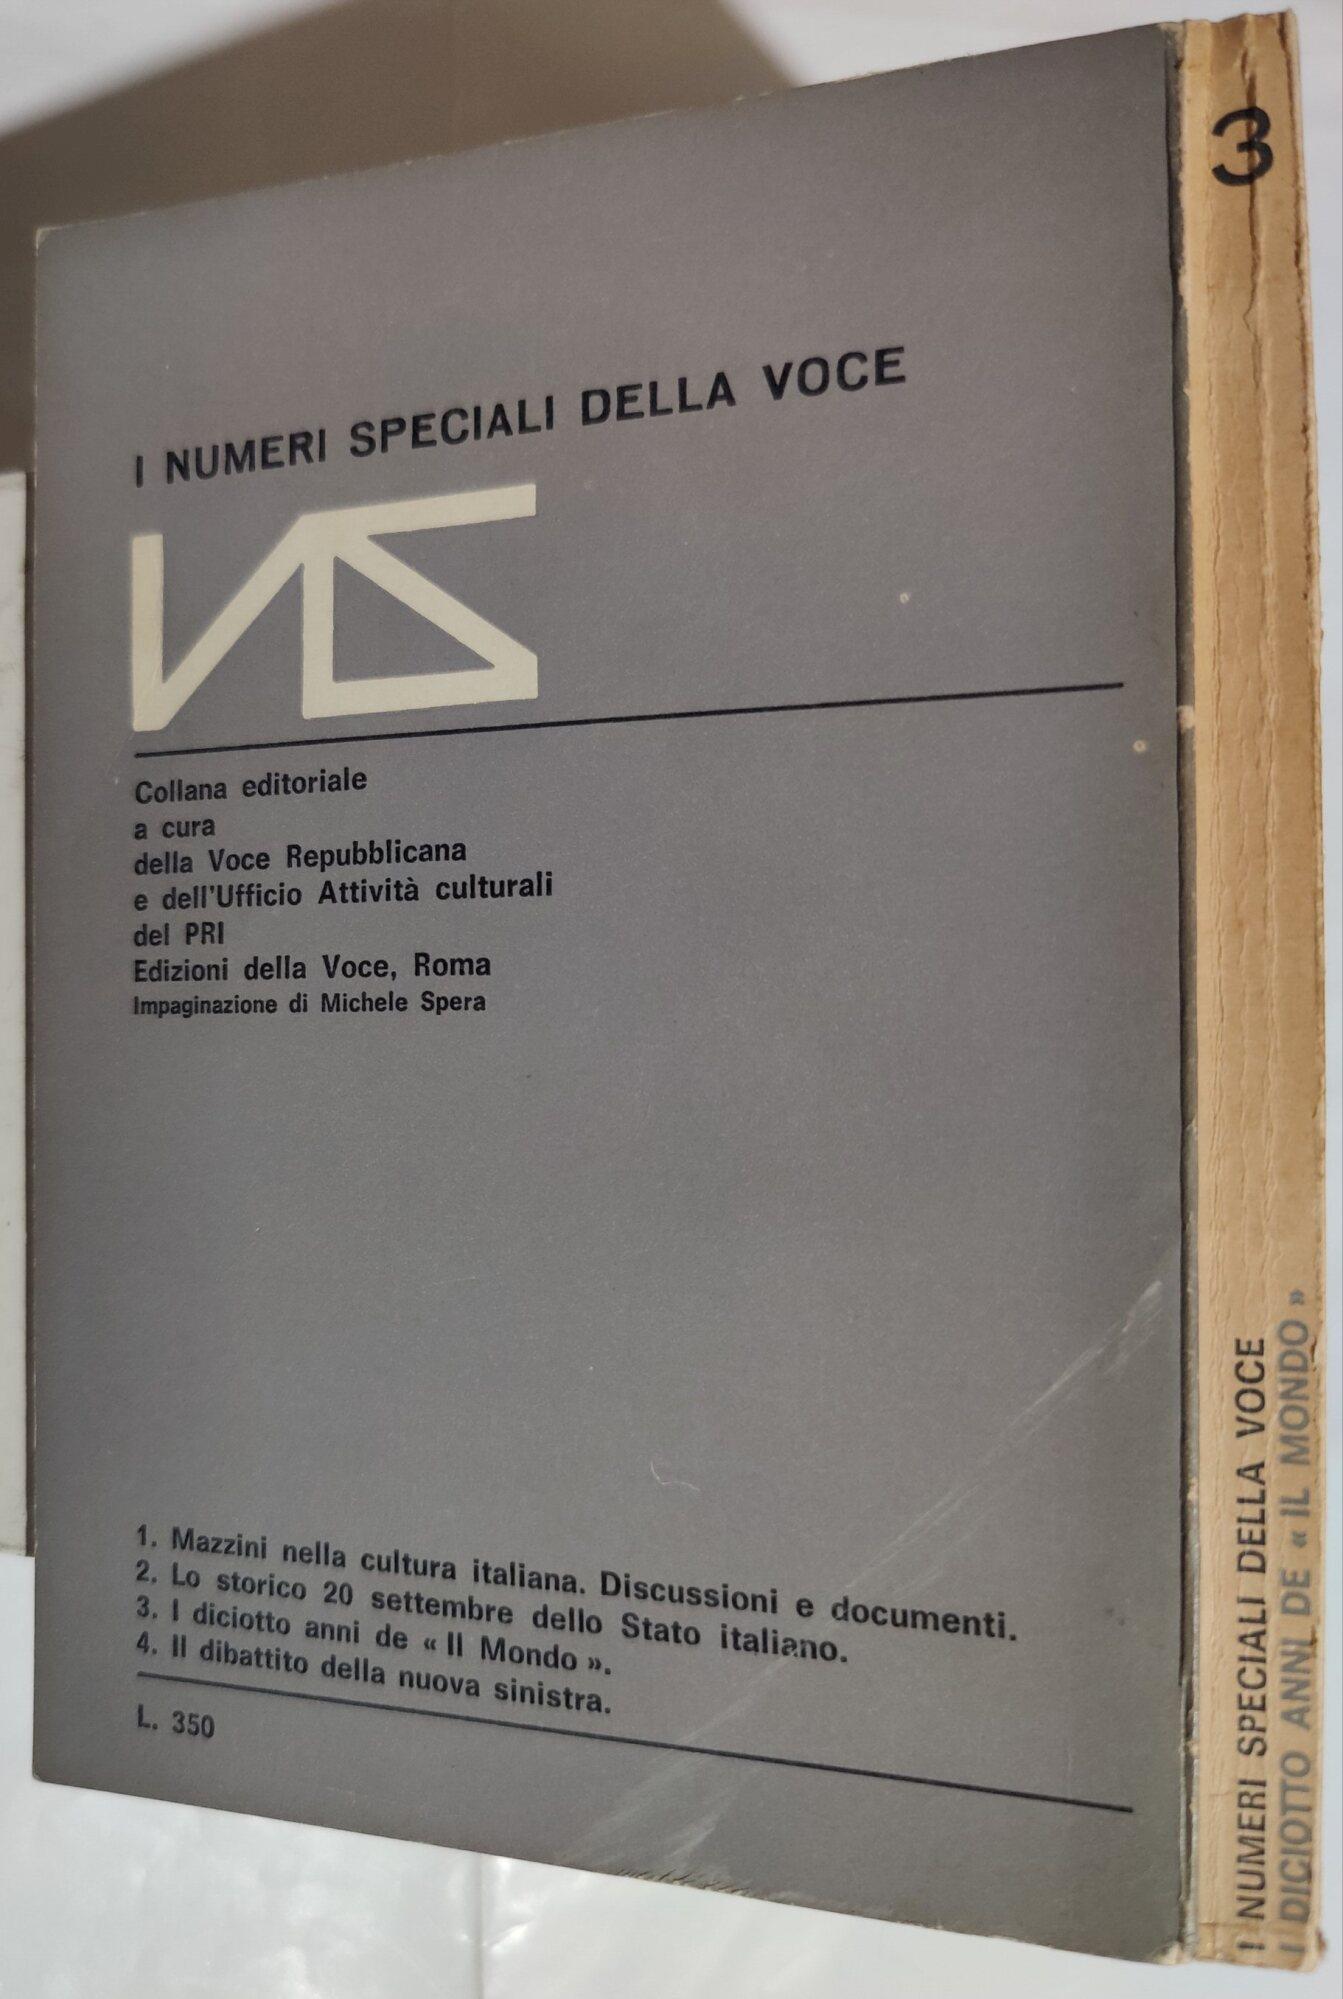 I NUMERI SPECIALI DELLA VOCE
VS
Collana editoriale
a cura
della Voce Repubblicana
e dell'Ufficio Attività culturali
del PRI
Edizioni della Voce, Roma
Impaginazione di Michele Spera
1. Mazzini nella cultura italiana. Discussioni e documenti.
2. Lo storico 20 settembre dello Stato italiano.
3. I diciotto anni de « Il Mondo ».
4. Il dibattito della nuova sinistra.
L. 350
3
I NUMERI SPECIALI DELLA VOCE
I DICIOTTO ANNI DE « IL MONDO »